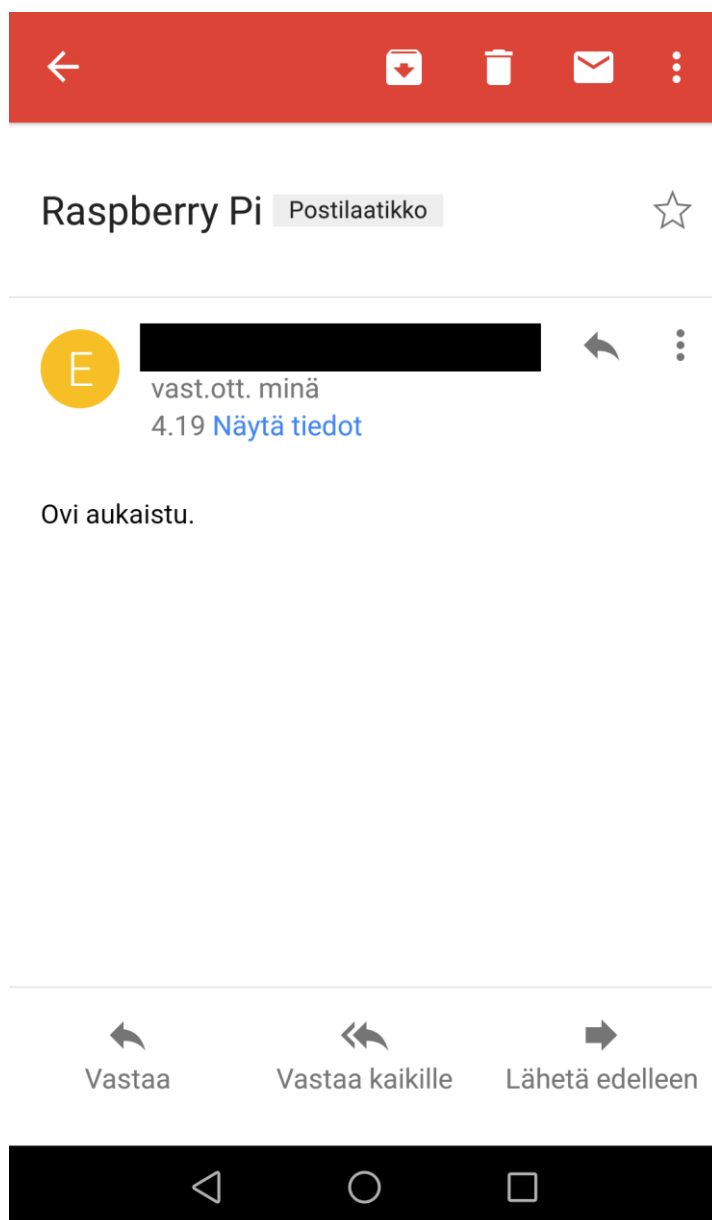 Raspberry Pi Postilaatikko
E
vast.ott. minä
4.19 Näytä tiedot
Ovi aukaistu.
Vastaa Vastaa kaikille Lähetä edelleen